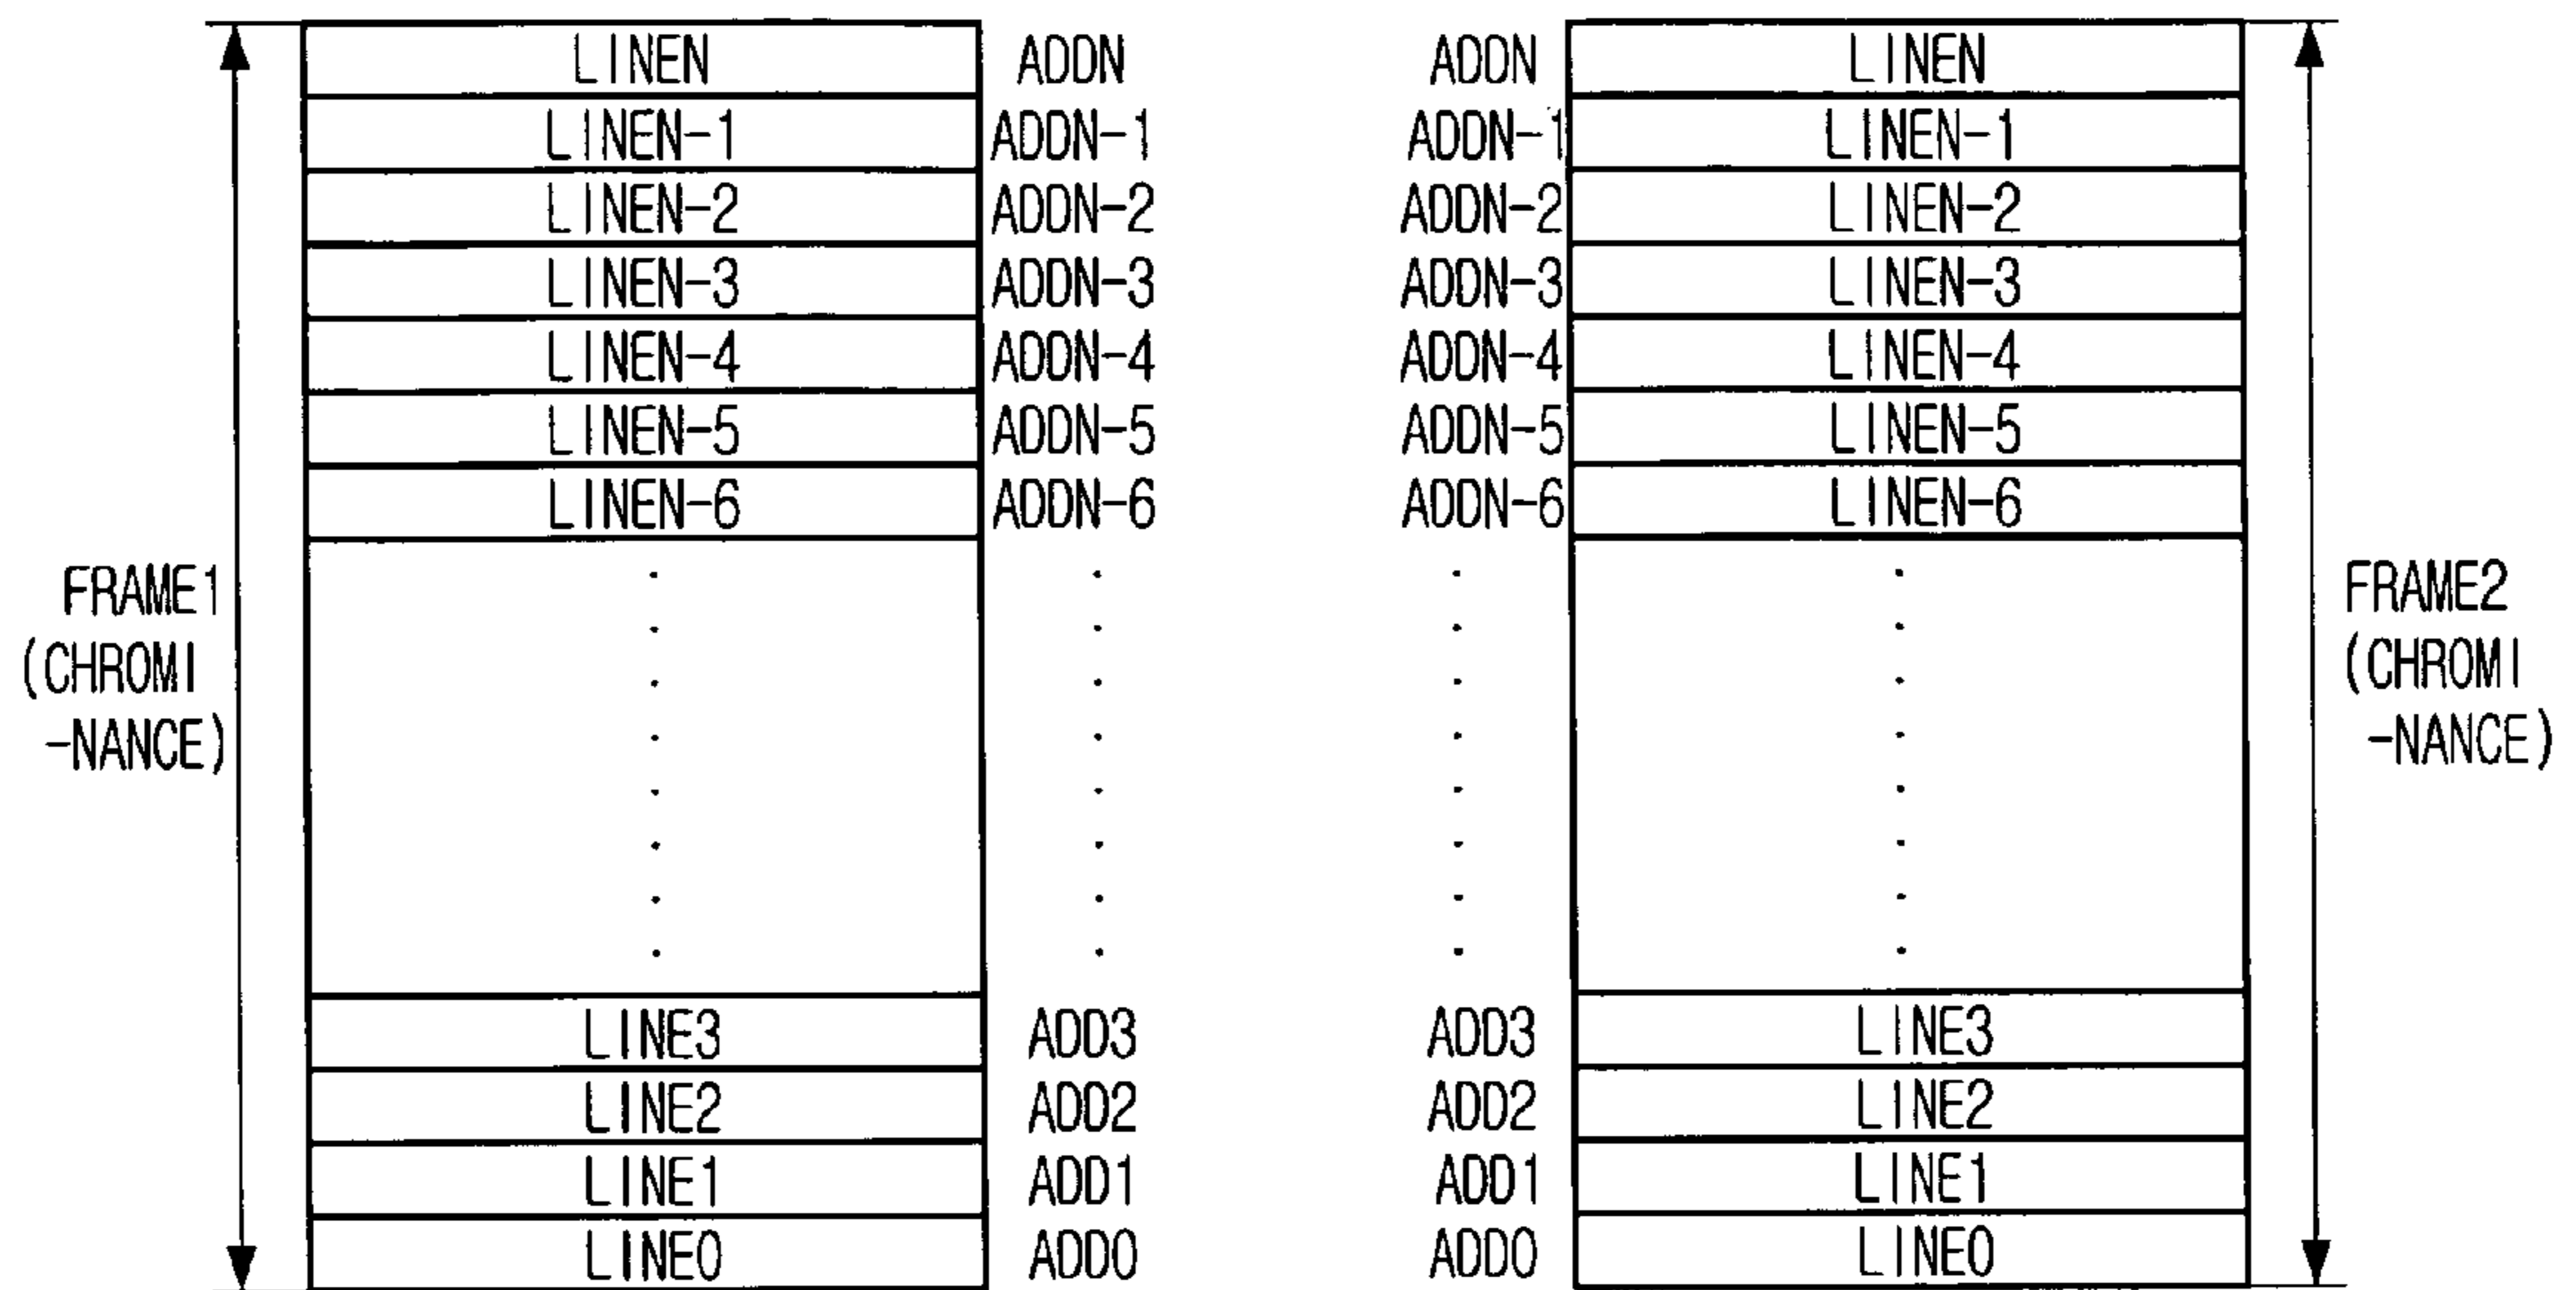 LINEN ADDN ADDN LINEN
LINEN-1 ADDN-1 ADDN-1 LINEN-1
LINEN-2 ADDN-2 ADDN-2 LINEN-2
LINEN-3 ADDN-3 ADDN-3 LINEN-3
LINEN-4 ADDN-4 ADDN-4 LINEN-4
LINEN-5 ADDN-5 ADDN-5 LINEN-5
LINEN-6 ADDN-6 ADDN-6 LINEN-6
FRAME1
(CHROMI
-NANCE)
FRAME2
(CHROMI
-NANCE)
LINE3 ADD3 ADD3 LINE3
LINE2 ADD2 ADD2 LINE2
LINE1 ADD1 ADD1 LINE1
LINE0 ADD0 ADD0 LINE0